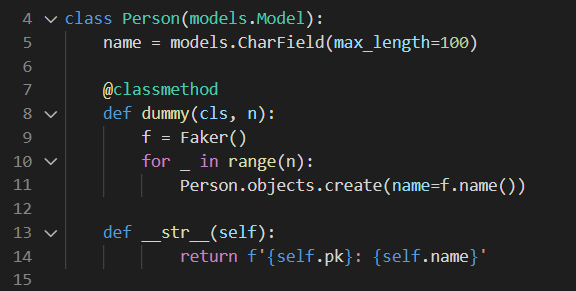 4 class Person(models.Model):
5     name = models.CharField(max_length=100)
6
7     @classmethod
8     def dummy(cls, n):
9         f = Faker()
10         for _ in range(n):
11             Person.objects.create(name=f.name())
12
13     def __str__(self):
14             return f'{self.pk}: {self.name}'
15